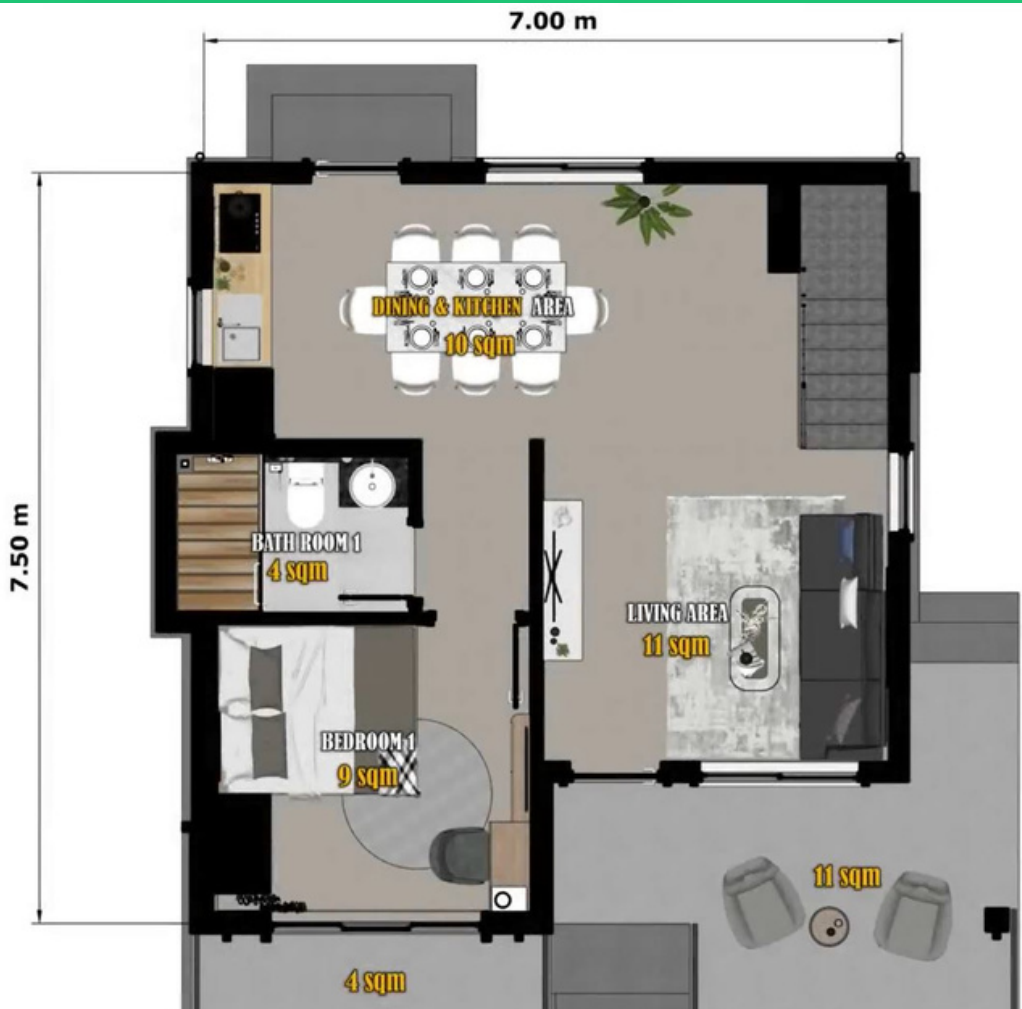 7.00 m
DINING & KITCHEN AREA
10 sqm
7.50 m
BATH ROOM 1
4 sqm
LIVING AREA
11 sqm
BEDROOM 1
9 sqm
11 sqm
4 sqm